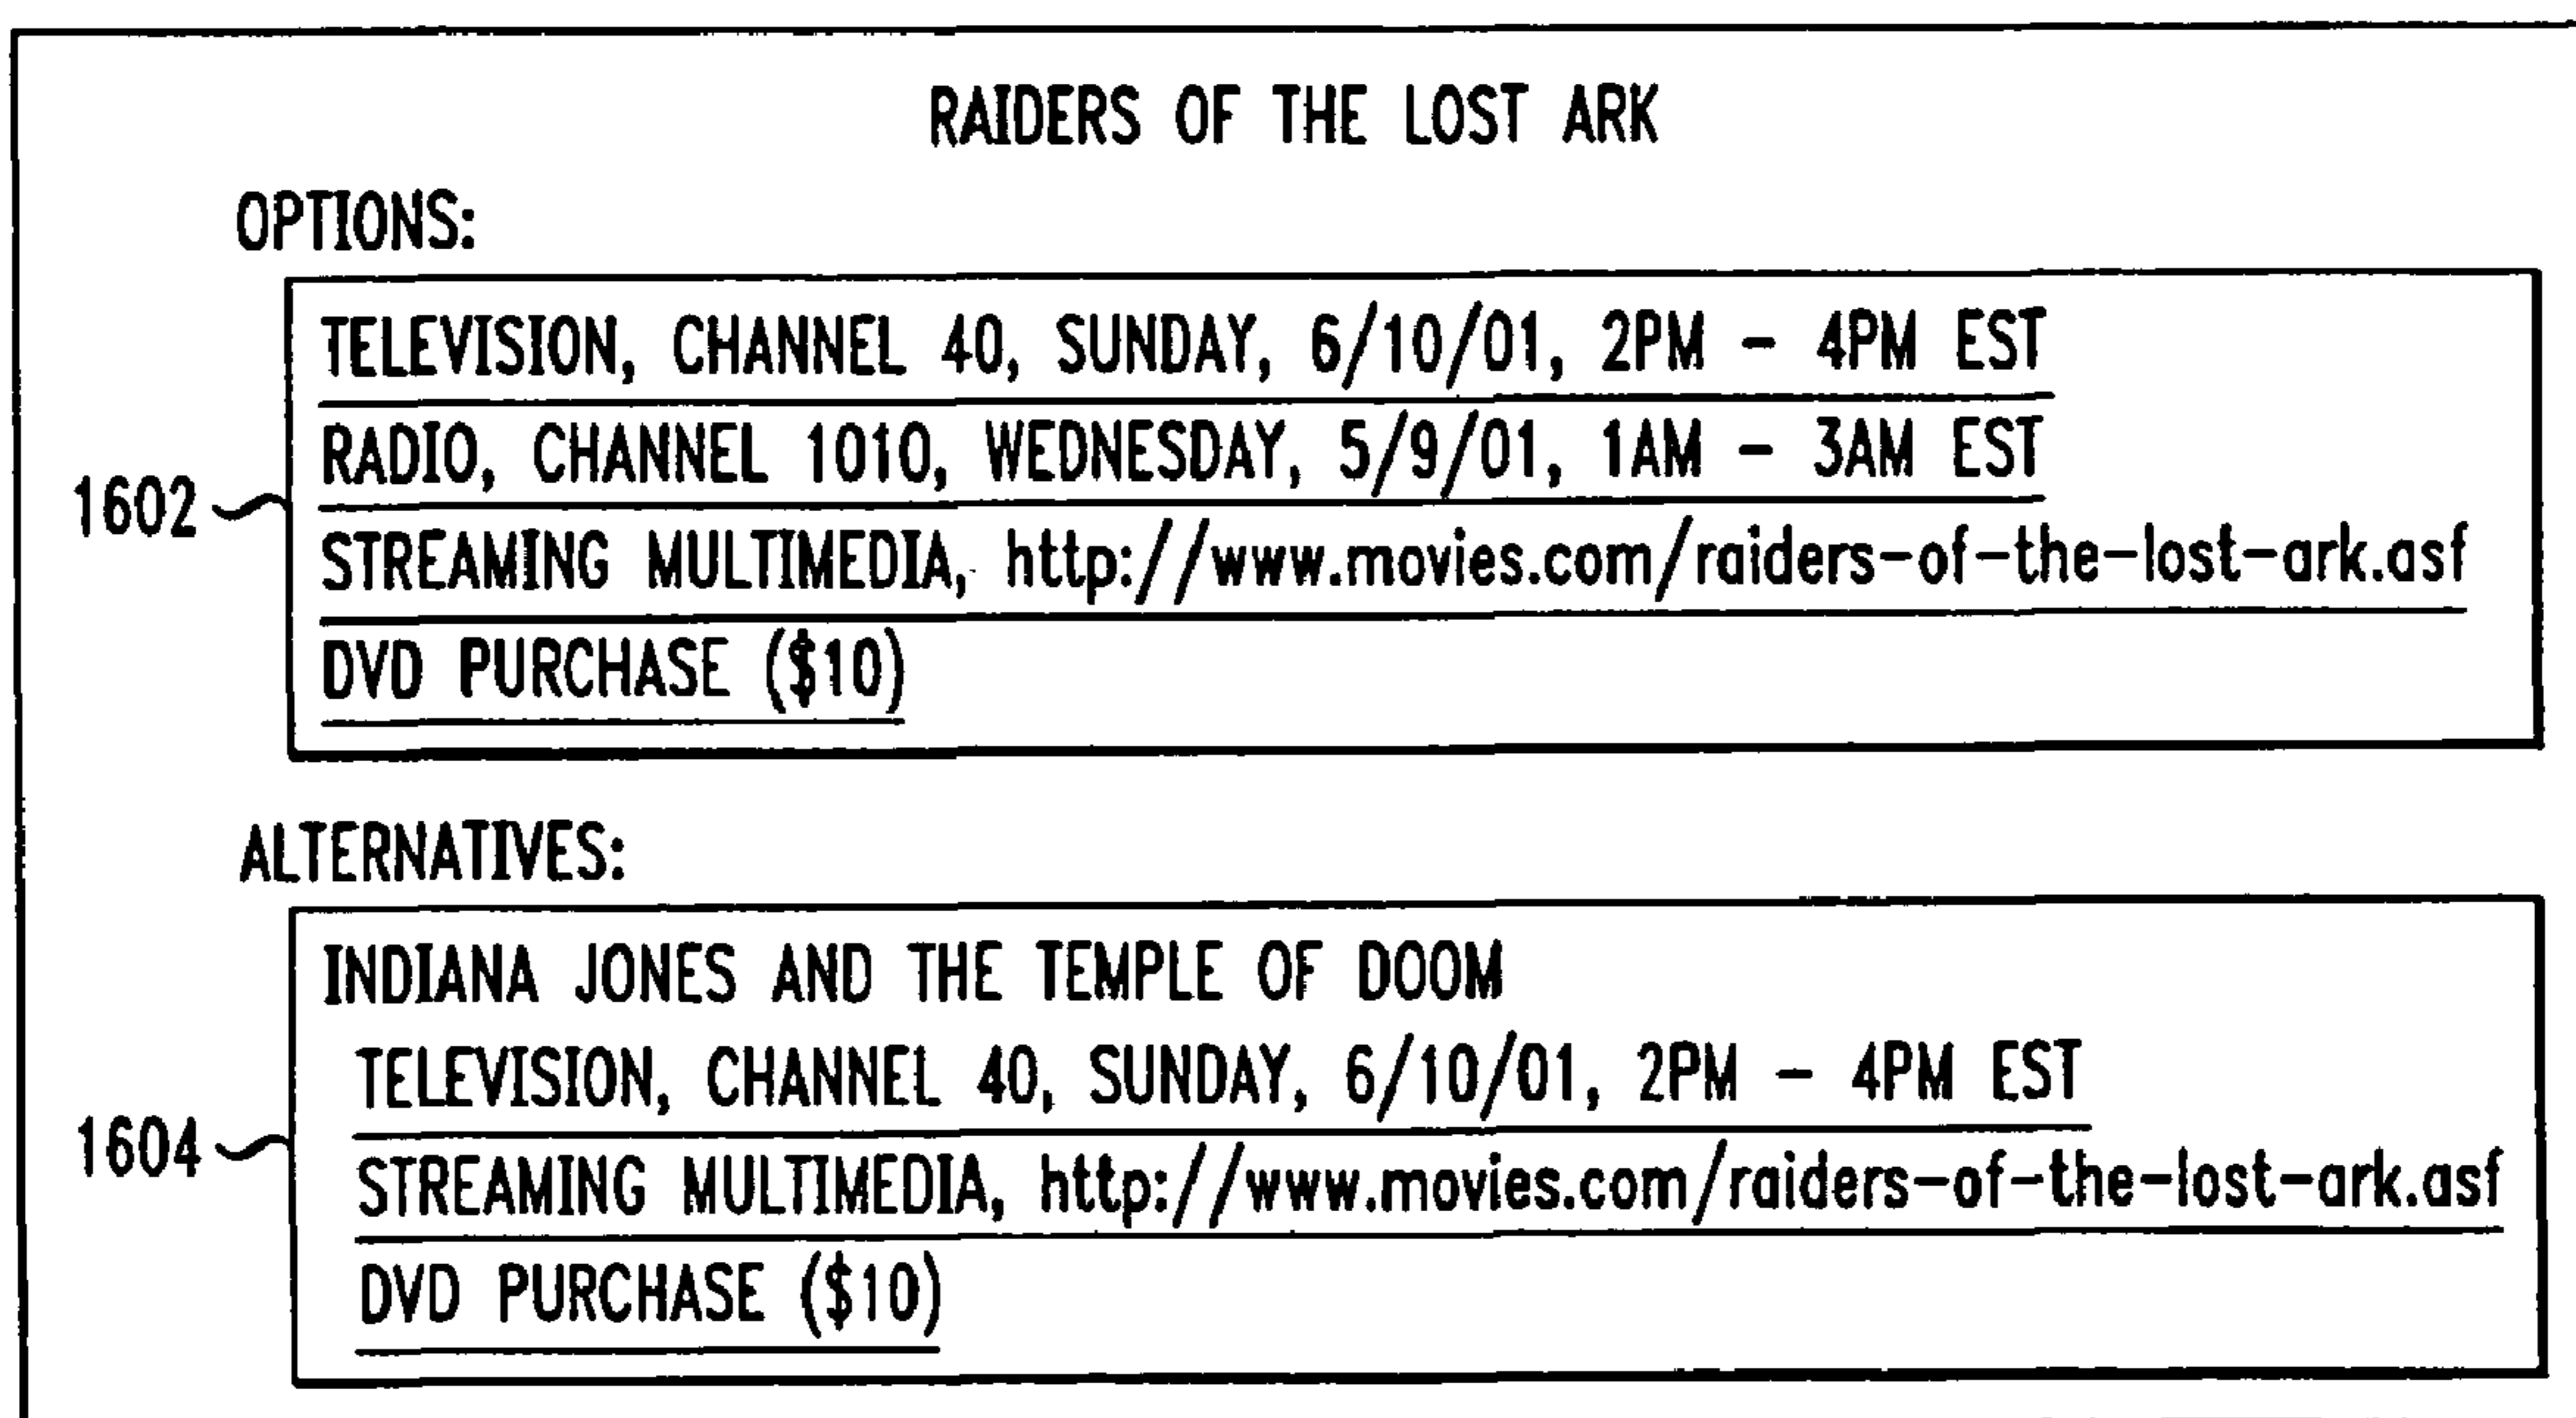 RAIDERS OF THE LOST ARK
OPTIONS:
TELEVISION, CHANNEL 40, SUNDAY, 6/10/01, 2PM - 4PM EST
RADIO, CHANNEL 1010, WEDNESDAY, 5/9/01, 1AM - 3AM EST
1602
STREAMING MULTIMEDIA, http://www.movies.com/raiders-of-the-lost-ark.asf
DVD PURCHASE ($10)
ALTERNATIVES:
INDIANA JONES AND THE TEMPLE OF DOOM
TELEVISION, CHANNEL 40, SUNDAY, 6/10/01, 2PM - 4PM EST
1604
STREAMING MULTIMEDIA, http://www.movies.com/raiders-of-the-lost-ark.asf
DVD PURCHASE ($10)